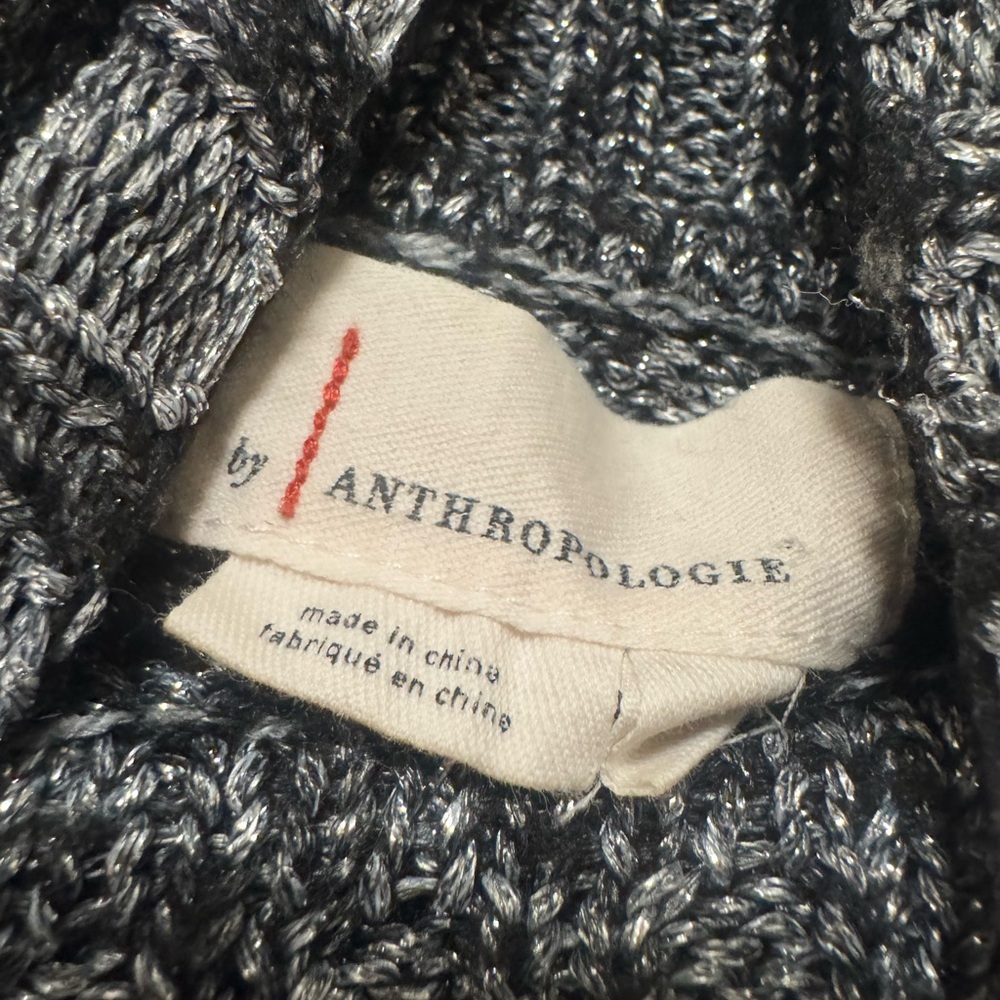 by ANTHROPOLOGIE
made in china
fabriqué en chine